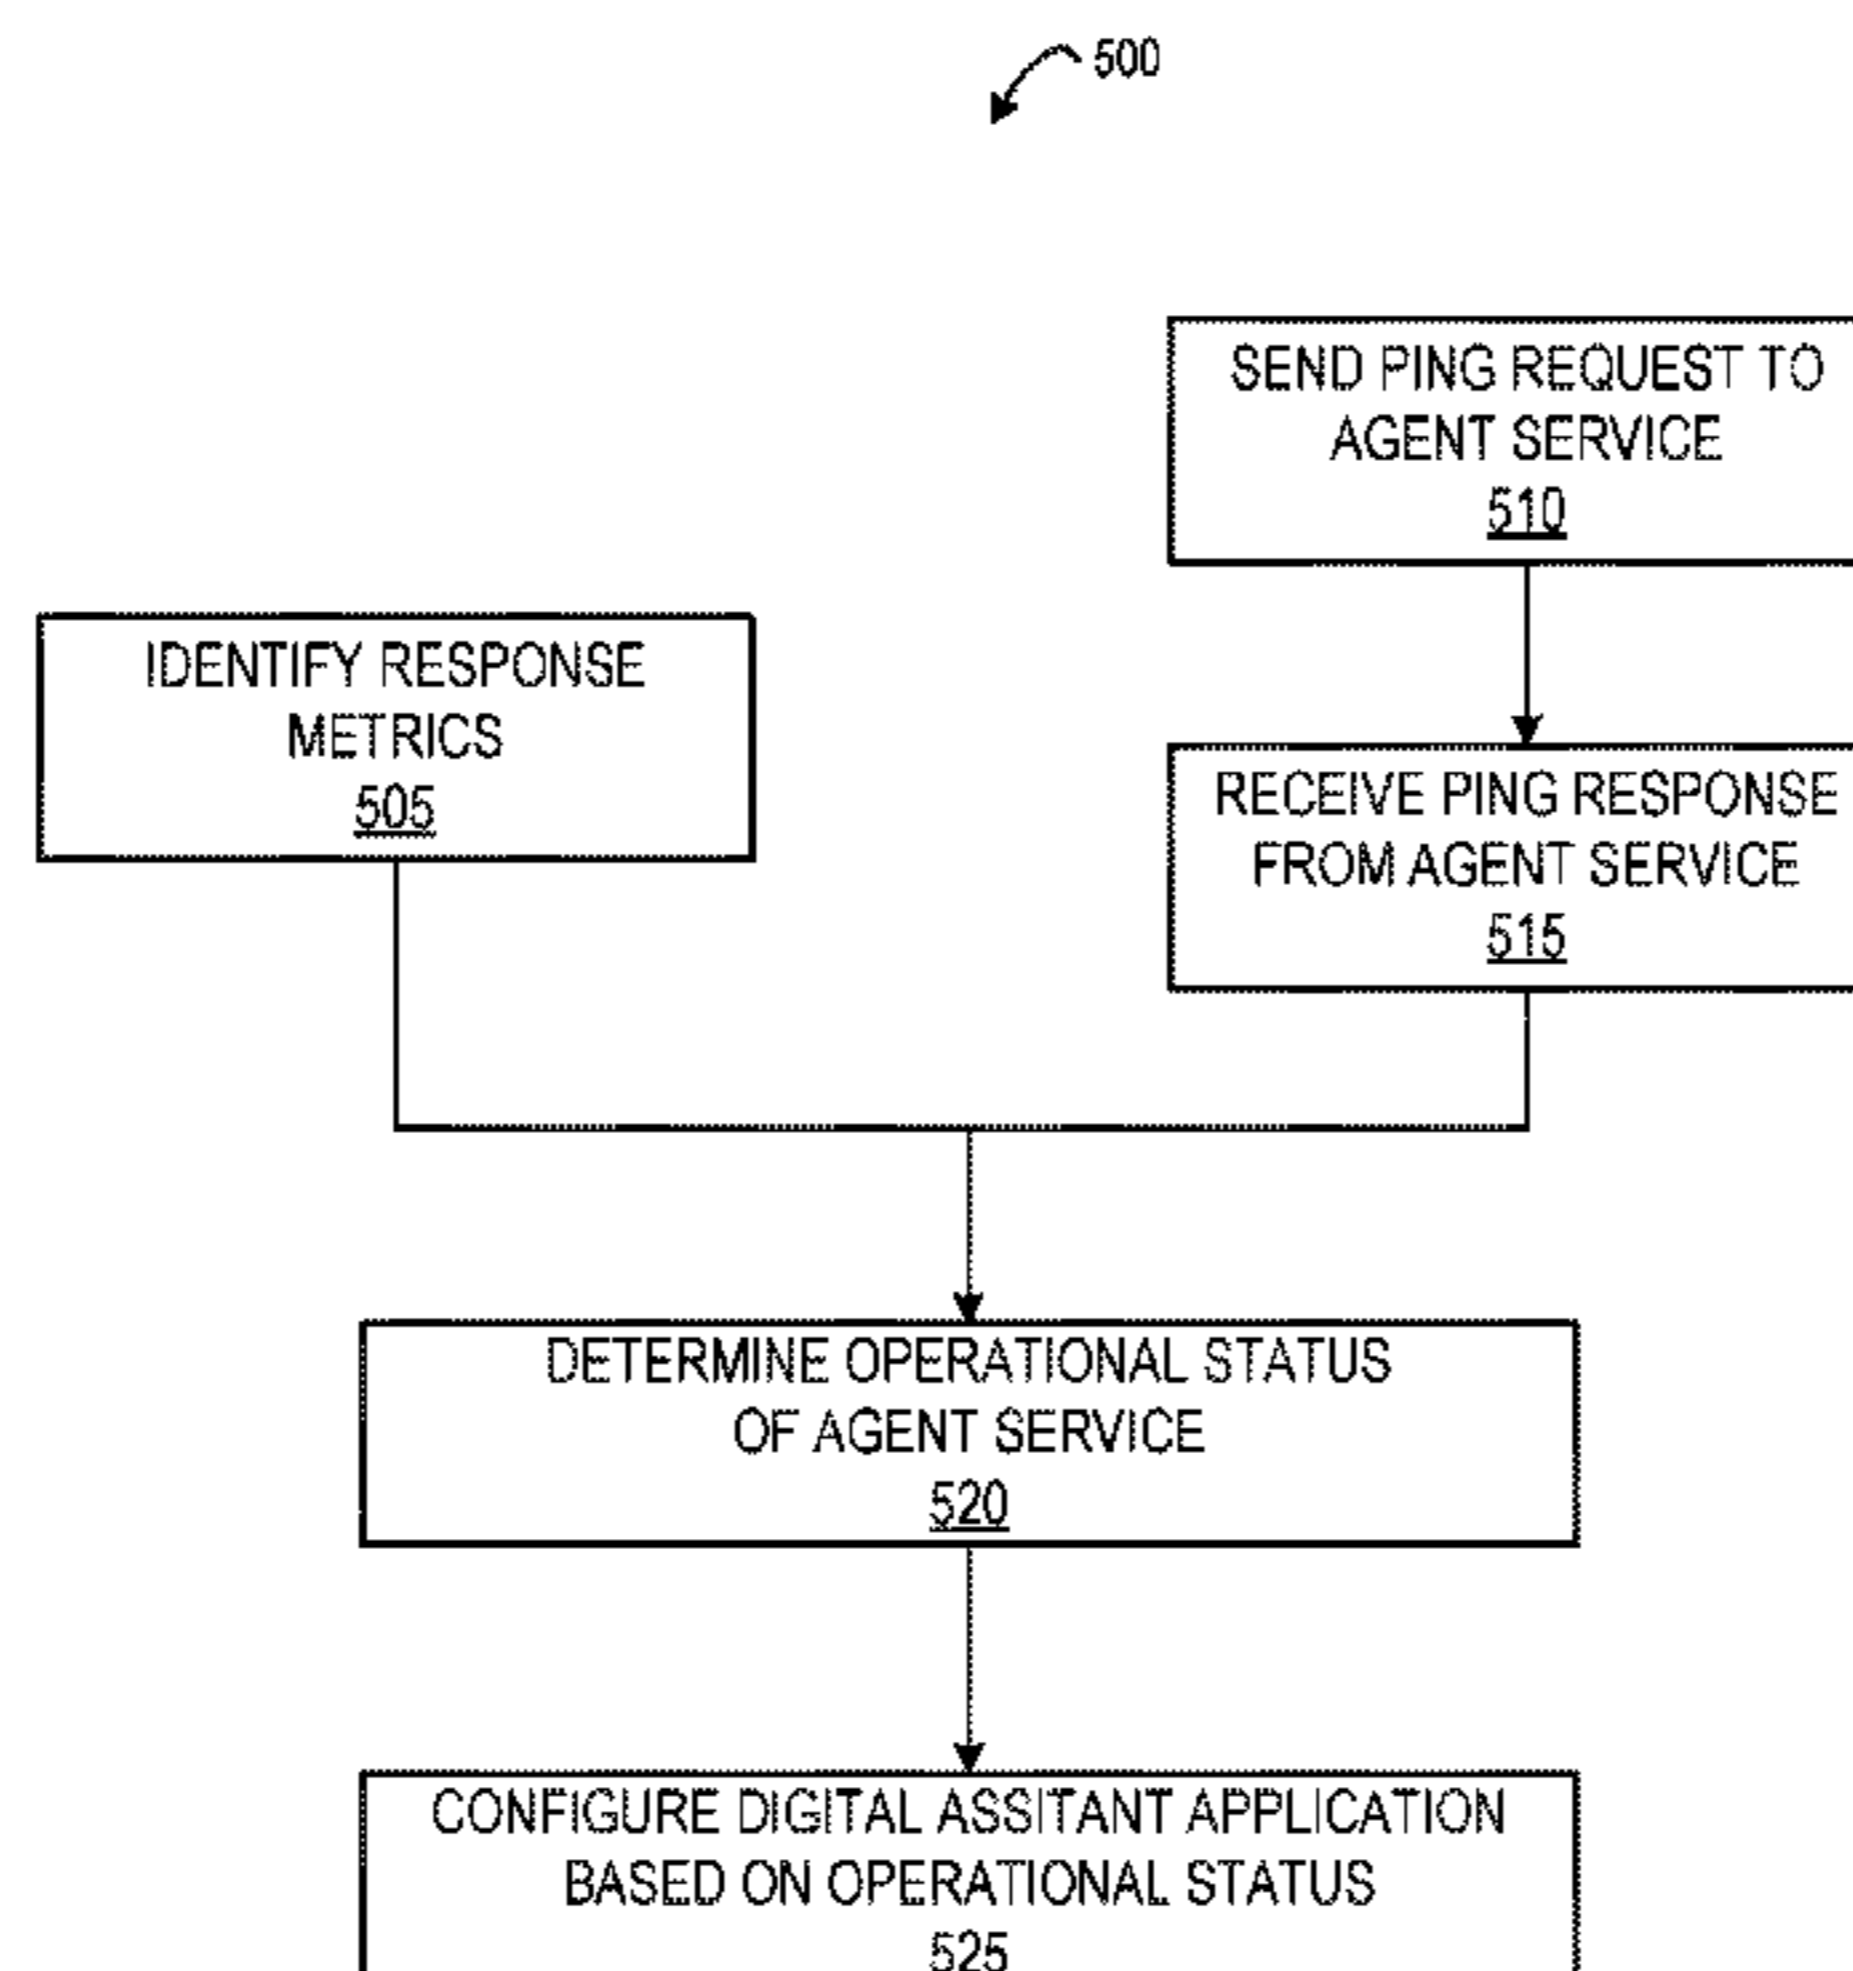 500
SEND PING REQUEST TO
AGENT SERVICE
510
IDENTIFY RESPONSE
METRICS
505
RECEIVE PING RESPONSE
FROM AGENT SERVICE
515
DETERMINE OPERATIONAL STATUS
OF AGENT SERVICE
520
CONFIGURE DIGITAL ASSITANT APPLICATION
BASED ON OPERATIONAL STATUS
525